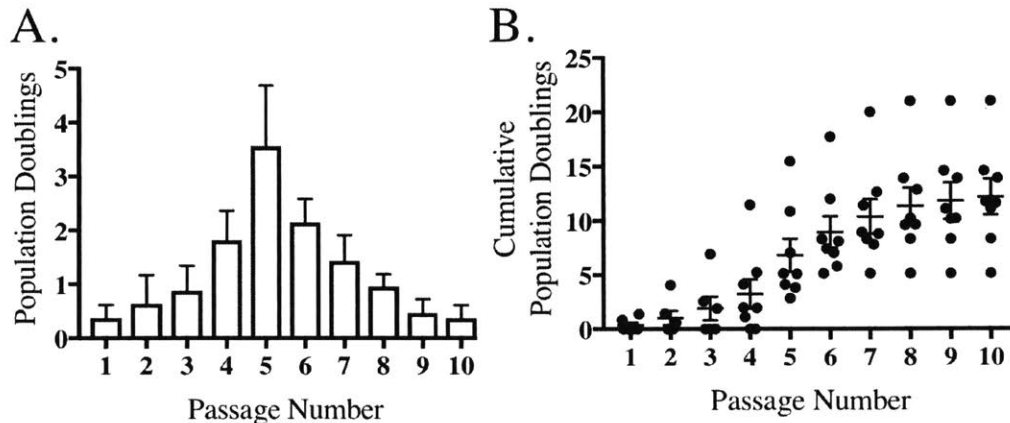 A.
Population Doublings
5
4
3
2
1
0
1 2 3 4 5 6 7 8 9 10
Passage Number
B.
Cumulative
Population Doublings
25
20
15
10
5
0
1 2 3 4 5 6 7 8 9 10
Passage Number